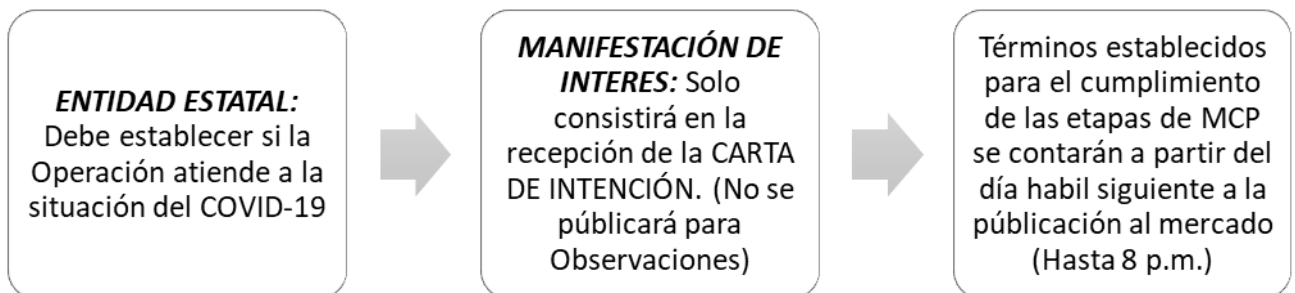 ENTIDAD ESTATAL:
Debe establecer si la
Operación atiende a la
situación del COVID-19
MANIFESTACIÓN DE
INTERES: Solo
consistirá en la
recepción de la CARTA
DE INTENCIÓN. (No se
públicará para
Observaciones)
Términos establecidos
para el cumplimiento
de las etapas de MCP
se contarán a partir del
día habil siguiente a la
públicación al mercado
(Hasta 8 p.m.)